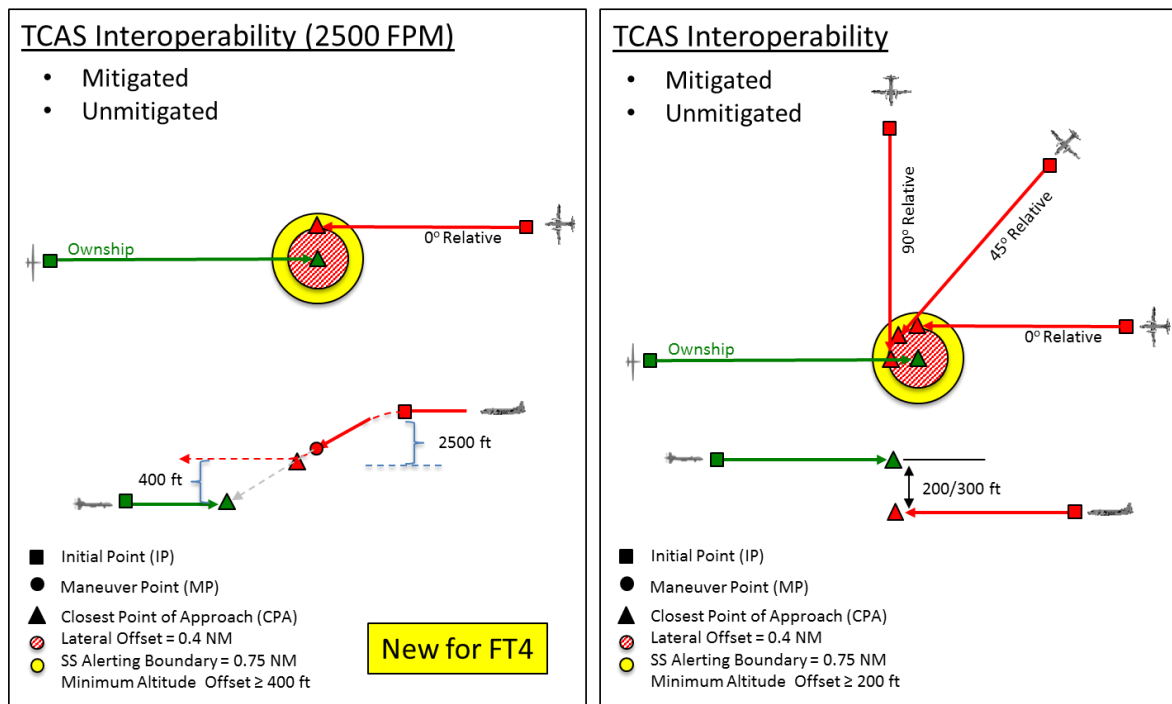 TCAS Interoperability (2500 FPM)
• Mitigated
• Unmitigated
Ownship
0° Relative
2500 ft
400 ft
Initial Point (IP)
Maneuver Point (MP)
Closest Point of Approach (CPA)
Lateral Offset = 0.4 NM
SS Alerting Boundary = 0.75 NM
Minimum Altitude Offset ≥ 400 ft
New for FT4
TCAS Interoperability
• Mitigated
• Unmitigated
90° Relative
45° Relative
0° Relative
Ownship
200/300 ft
Initial Point (IP)
Maneuver Point (MP)
Closest Point of Approach (CPA)
Lateral Offset = 0.4 NM
SS Alerting Boundary = 0.75 NM
Minimum Altitude Offset ≥ 200 ft